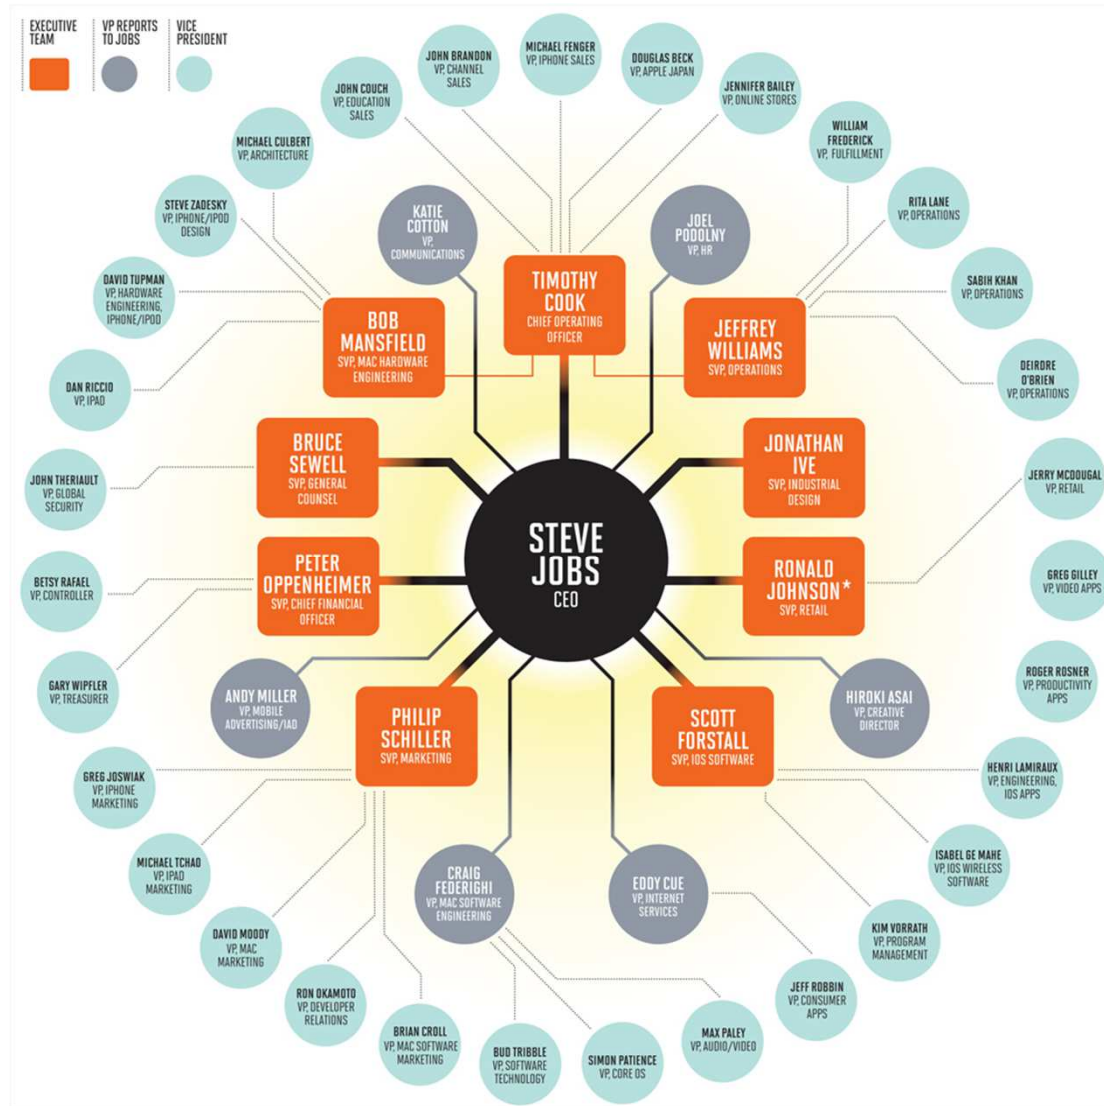 EXECUTIVE
TEAM
VP REPORTS
TO JOBS
VICE
PRESIDENT
JOHN COUCH
VP, EDUCATION
SALES
JOHN BRANDON
VP, CHANNEL
SALES
MICHAEL FENGER
VP, IPHONE SALES
DOUGLAS BECK
VP, APPLE JAPAN
JENNIFER BAILEY
VP, ONLINE STORES
WILLIAM
FREDERICK
VP, FULFILLMENT
RITA LANE
VP, OPERATIONS
SABIH KHAN
VP, OPERATIONS
DEIRDRE
O'BRIEN
VP, OPERATIONS
JERRY MCDOUGAL
VP, RETAIL
GREG GILLEY
VP, VIDEO APPS
ROGER ROSNER
VP, PRODUCTIVITY
APPS
HENRI LAMIRAUX
VP, ENGINEERING,
IOS APPS
ISABEL GE MAHE
VP, IOS WIRELESS
SOFTWARE
KIM VORRATH
VP, PROGRAM
MANAGEMENT
JEFF ROBBIN
VP, CONSUMER
APPS
MAX PALEY
VP, AUDIO/VIDEO
SIMON PATIENCE
VP, CORE OS
BUD TRIBBLE
VP, SOFTWARE
TECHNOLOGY
BRIAN CROLL
VP, MAC SOFTWARE
MARKETING
RON OKAMOTO
VP, DEVELOPER
RELATIONS
DAVID MOODY
VP, MAC
MARKETING
MICHAEL TCHAO
VP, IPAD
MARKETING
GREG JOSWIAK
VP, IPHONE
MARKETING
GARY WIPFLER
VP, TREASURER
BETSY RAFAEL
VP, CONTROLLER
JOHN THERIAULT
VP, GLOBAL
SECURITY
DAN RICCIO
VP, IPAD
DAVID TUPMAN
VP, HARDWARE
ENGINEERING,
IPHONE/IPOD
STEVE ZADESKY
VP, IPHONE/IPOD
DESIGN
MICHAEL CULBERT
VP, ARCHITECTURE
KATIE
COTTON
VP,
COMMUNICATIONS
JOEL
PODOLNY
VP, HR
TIMOTHY
COOK
CHIEF OPERATING
OFFICER
BOB
MANSFIELD
SVP, MAC HARDWARE
ENGINEERING
JEFFREY
WILLIAMS
SVP, OPERATIONS
BRUCE
SEWELL
SVP, GENERAL
COUNSEL
JONATHAN
IVE
SVP, INDUSTRIAL
DESIGN
STEVE
JOBS
CEO
PETER
OPPENHEIMER
SVP, CHIEF FINANCIAL
OFFICER
RONALD
JOHNSON*
SVP, RETAIL
ANDY MILLER
VP, MOBILE
ADVERTISING/IAD
HIROKI ASAI
VP, CREATIVE
DIRECTOR
PHILIP
SCHILLER
SVP, MARKETING
SCOTT
FORSTALL
SVP, IOS SOFTWARE
CRAIG
FEDERIGHI
VP, MAC SOFTWARE
ENGINEERING
EDDY CUE
VP, INTERNET
SERVICES